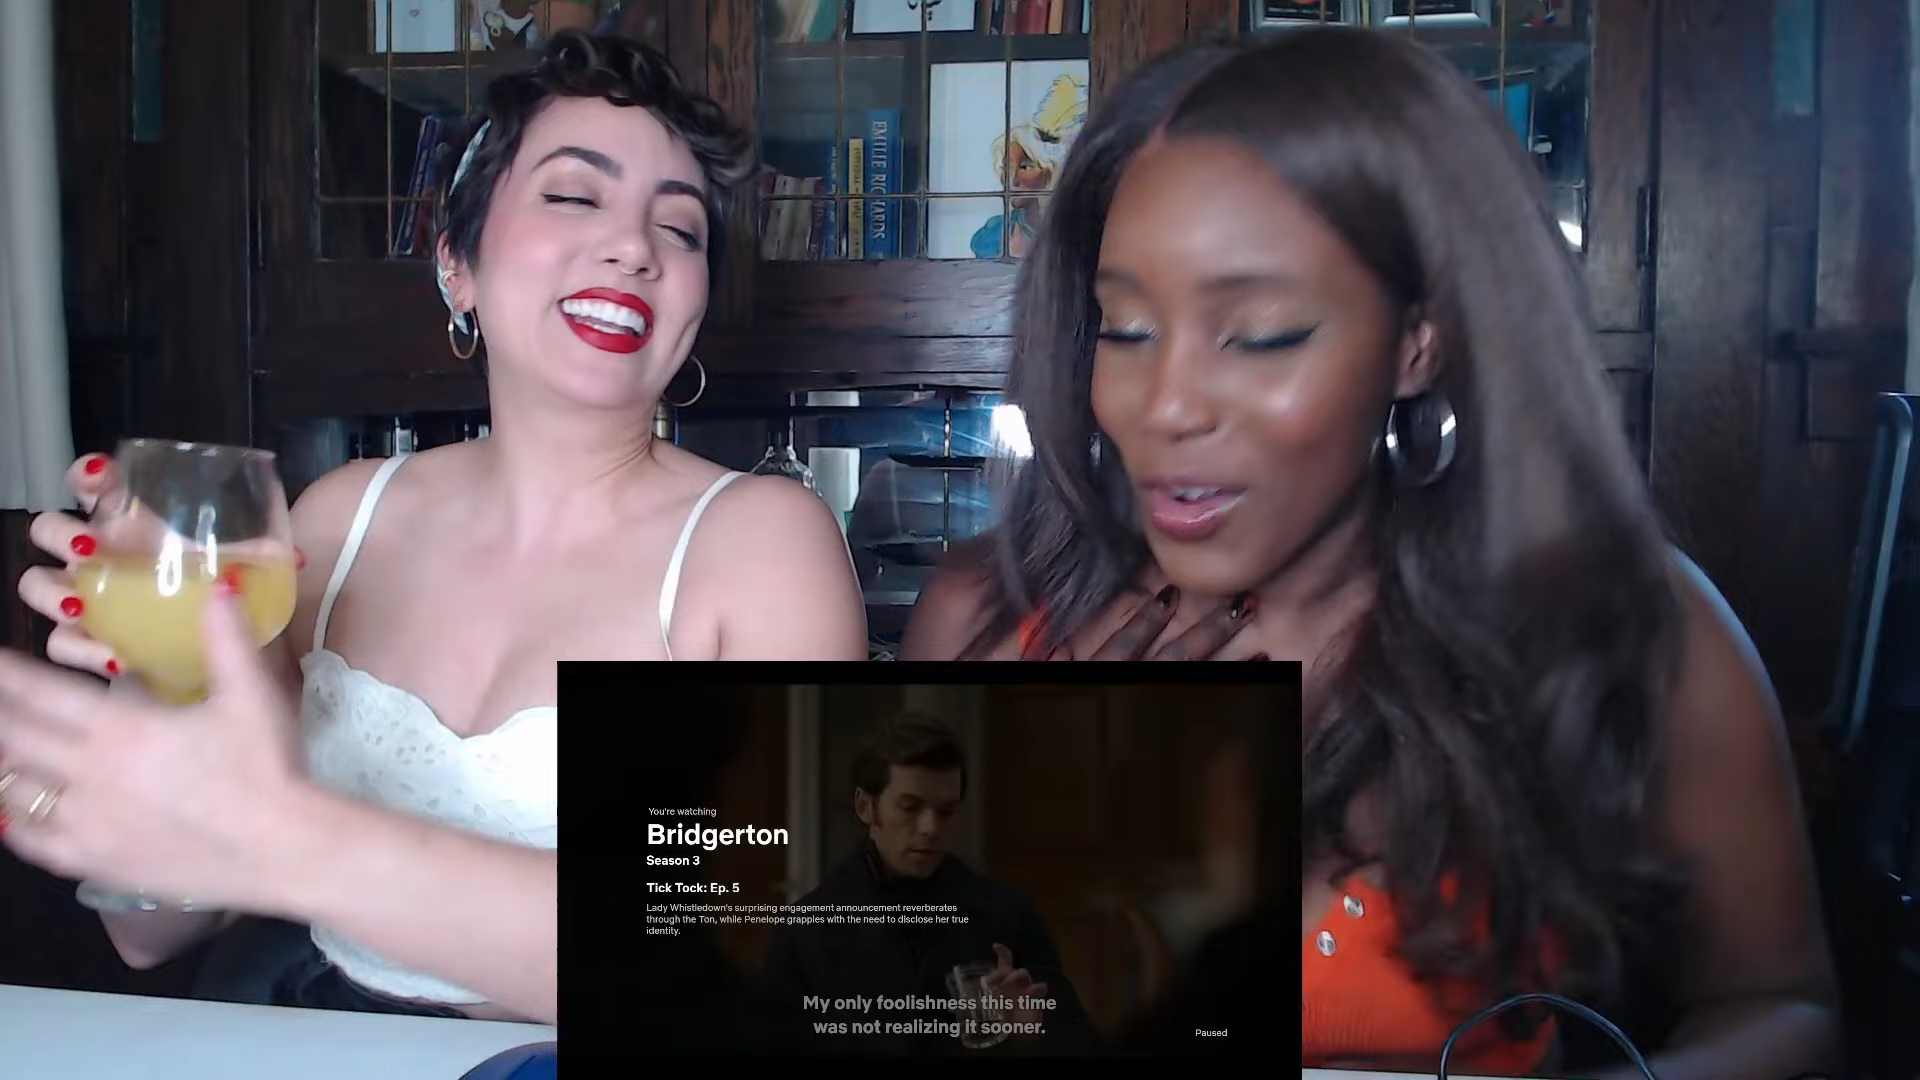 EMILIE RICHARDS
You're watching
Bridgerton
Season 3
Tick Tock: Ep. 5
Lady Whistledown's surprising engagement announcement reverberates
through the Ton, while Penelope grapples with the need to disclose her true
identity.
My only foolishness this time
was not realizing it sooner.
Paused